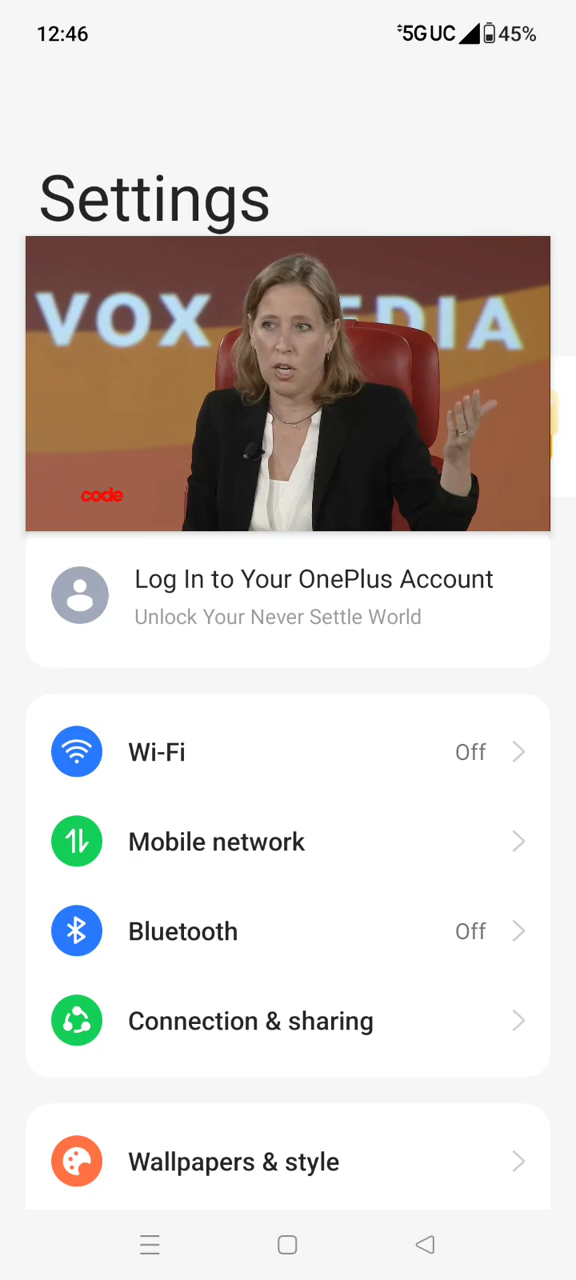 12:46
5G UC 45%
Settings
VOX EDIA
code
Log In to Your OnePlus Account
Unlock Your Never Settle World
Wi-Fi Off
Mobile network
Bluetooth Off
Connection & sharing
Wallpapers & style